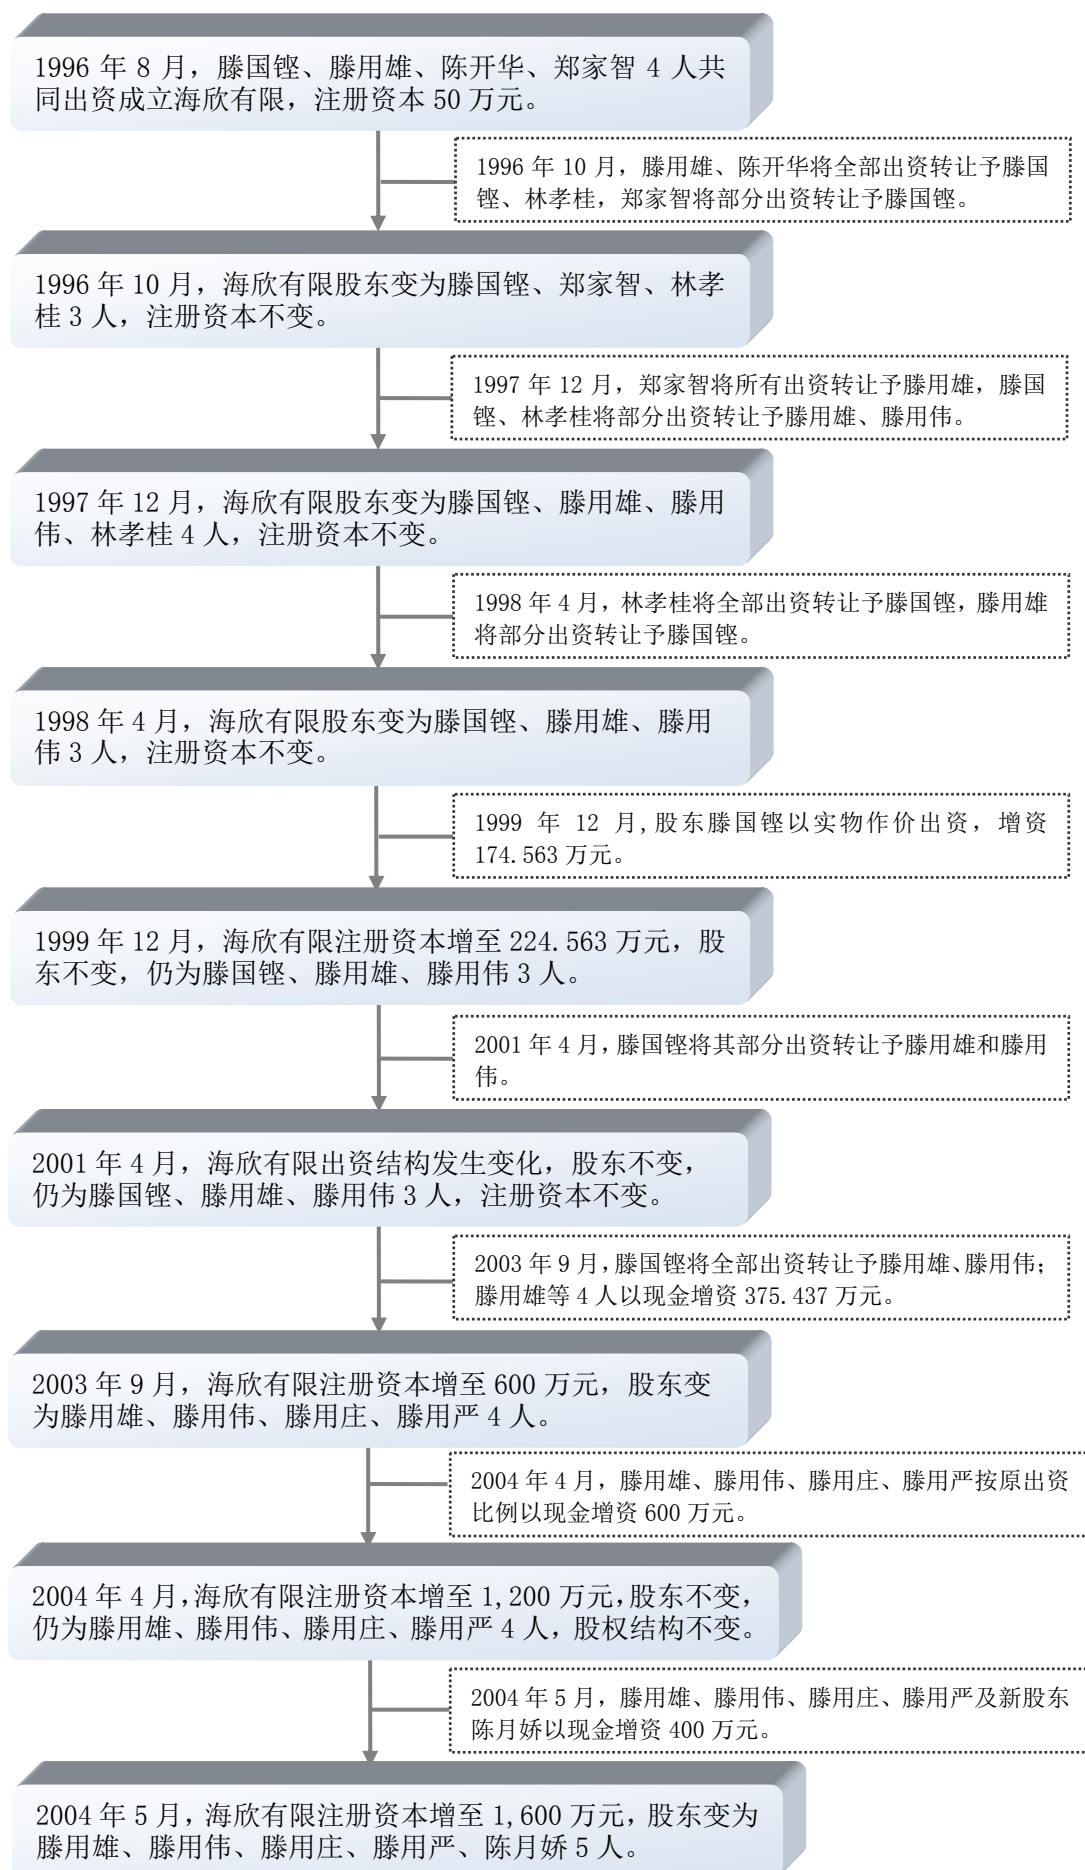 1996 年 8 月，滕国铿、滕用雄、陈开华、郑家智 4 人共
同出资成立海欣有限，注册资本 50 万元。
1996 年 10 月，滕用雄、陈开华将全部出资转让予滕国
铿、林孝桂，郑家智将部分出资转让予滕国铿。
1996 年 10 月，海欣有限股东变为滕国铿、郑家智、林孝
桂 3 人，注册资本不变。
1997 年 12 月，郑家智将所有出资转让予滕用雄，滕国
铿、林孝桂将部分出资转让予滕用雄、滕用伟。
1997 年 12 月，海欣有限股东变为滕国铿、滕用雄、滕用
伟、林孝桂 4 人，注册资本不变。
1998 年 4 月，林孝桂将全部出资转让予滕国铿，滕用雄
将部分出资转让予滕国铿。
1998 年 4 月，海欣有限股东变为滕国铿、滕用雄、滕用
伟 3 人，注册资本不变。
1999 年 12 月,股东滕国铿以实物作价出资，增资
174.563 万元。
1999 年 12 月，海欣有限注册资本增至 224.563 万元，股
东不变，仍为滕国铿、滕用雄、滕用伟 3 人。
2001 年 4 月，滕国铿将其部分出资转让予滕用雄和滕用
伟。
2001 年 4 月，海欣有限出资结构发生变化，股东不变，
仍为滕国铿、滕用雄、滕用伟 3 人，注册资本不变。
2003 年 9 月，滕国铿将全部出资转让予滕用雄、滕用伟；
滕用雄等 4 人以现金增资 375.437 万元。
2003 年 9 月，海欣有限注册资本增至 600 万元，股东变
为滕用雄、滕用伟、滕用庄、滕用严 4 人。
2004 年 4 月，滕用雄、滕用伟、滕用庄、滕用严按原出资
比例以现金增资 600 万元。
2004 年 4 月，海欣有限注册资本增至 1,200 万元，股东不变，
仍为滕用雄、滕用伟、滕用庄、滕用严 4 人，股权结构不变。
2004 年 5 月，滕用雄、滕用伟、滕用庄、滕用严及新股东
陈月娇以现金增资 400 万元。
2004 年 5 月，海欣有限注册资本增至 1,600 万元，股东变为
滕用雄、滕用伟、滕用庄、滕用严、陈月娇 5 人。